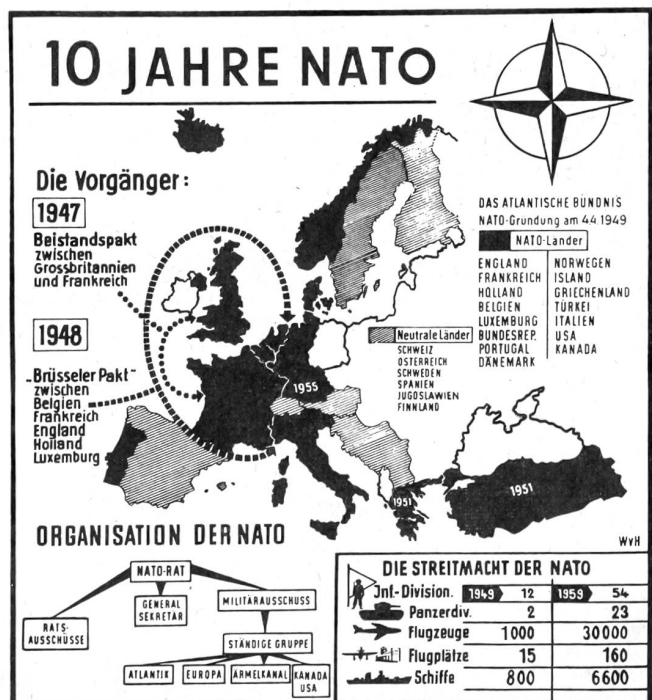 10 JAHRE NATO
Die Vorgänger:
1947
Beistandspakt
zwischen
Grossbritannien
und Frankreich
1948
„Brüsseler Pakt"
zwischen
Belgien
Frankreich
England
Holland
Luxemburg
DAS ATLANTISCHE BÜNDNIS
NATO-Gründung am 4.4.1949
NATO-Länder
ENGLAND
FRANKREICH
HOLLAND
BELGIEN
LUXEMBURG
BUNDESREP.
PORTUGAL
DÄNEMARK
NORWEGEN
ISLAND
GRIECHENLAND
TÜRKEI
ITALIEN
USA
KANADA
Neutrale Länder
SCHWEIZ
ÖSTERREICH
SCHWEDEN
SPANIEN
JUGOSLAWIEN
FINNLAND
1955
1951
1951
WvH
ORGANISATION DER NATO
NATO-RAT
RATS-
AUSSCHÜSSE
GENERAL
SEKRETÄR
MILITÄRAUSSCHUSS
STÄNDIGE GRUPPE
ATLANTIK
EUROPA
ÄRMELKANAL
KANADA
USA
DIE STREITMACHT DER NATO
Inf.-Division. 1949 12 1959 54
Panzerdiv. 2 23
Flugzeuge 1000 30000
Flugplätze 15 160
Schiffe 800 6600